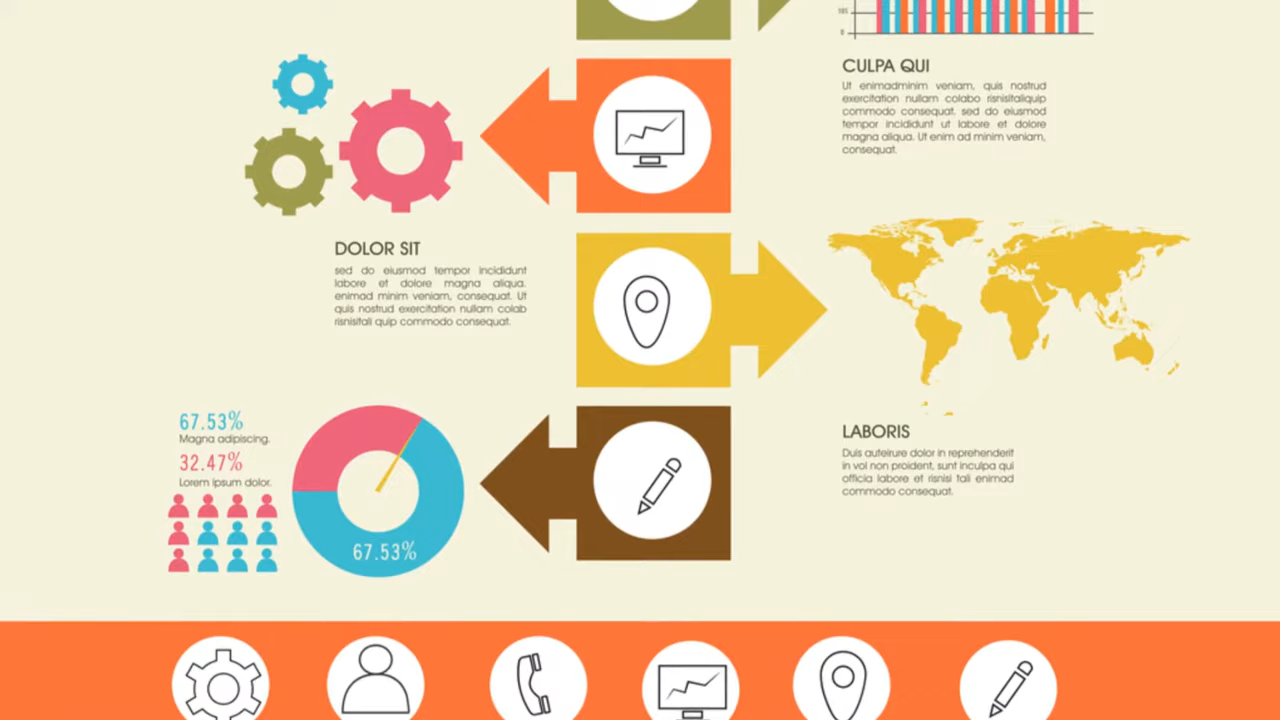 10%
0
CULPA QUI
Ut enimadminim veniam, quis nostrud
exercitation nullam colabo risnisitaliquip
commodo consequat. sed do eiusmod
tempor incididunt ut labore et dolore
magna aliqua. Ut enim ad minim veniam,
consequat.
DOLOR SIT
sed do eiusmod tempor incididunt
labore et dolore magna aliqua.
enimad minim veniam, consequat. Ut
quis nostrud exercitation nullam colab
risnisitali quip commodo consequat.
67.53%
Magna adipiscing.
32.47%
Lorem ipsum dolor.
67.53%
LABORIS
Duis auteirure dolor in reprehenderit
in vol non proident, sunt inculpa qui
officia labore et risnisi tali enimad
commodo consequat.